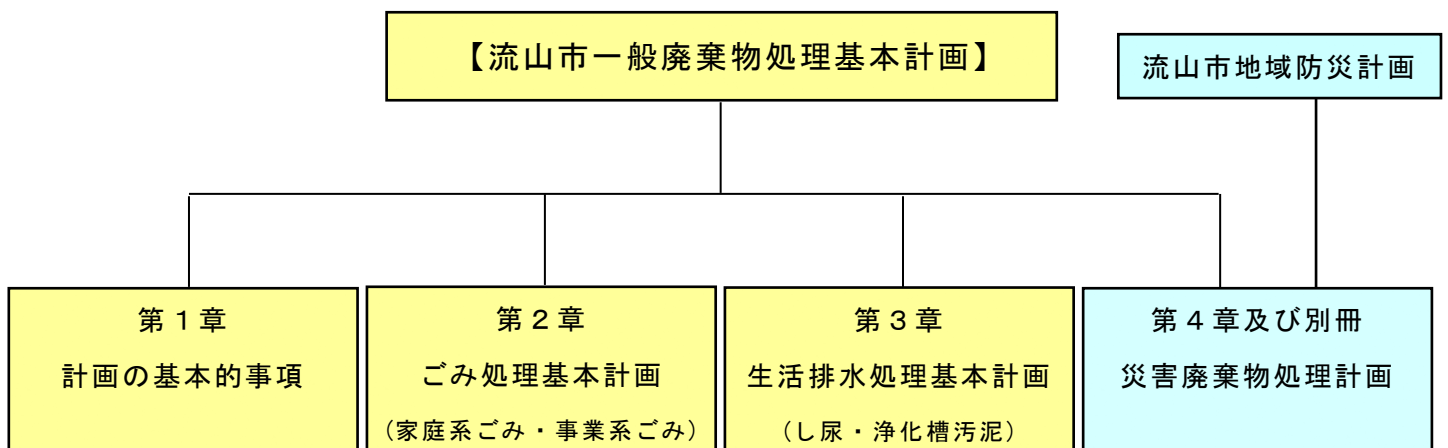 【流山市一般廃棄物処理基本計画】
流山市地域防災計画
第1章
計画の基本的事項
第2章
ごみ処理基本計画
（家庭系ごみ・事業系ごみ）
第3章
生活排水処理基本計画
（し尿・浄化槽汚泥）
第4章及び別冊
災害廃棄物処理計画